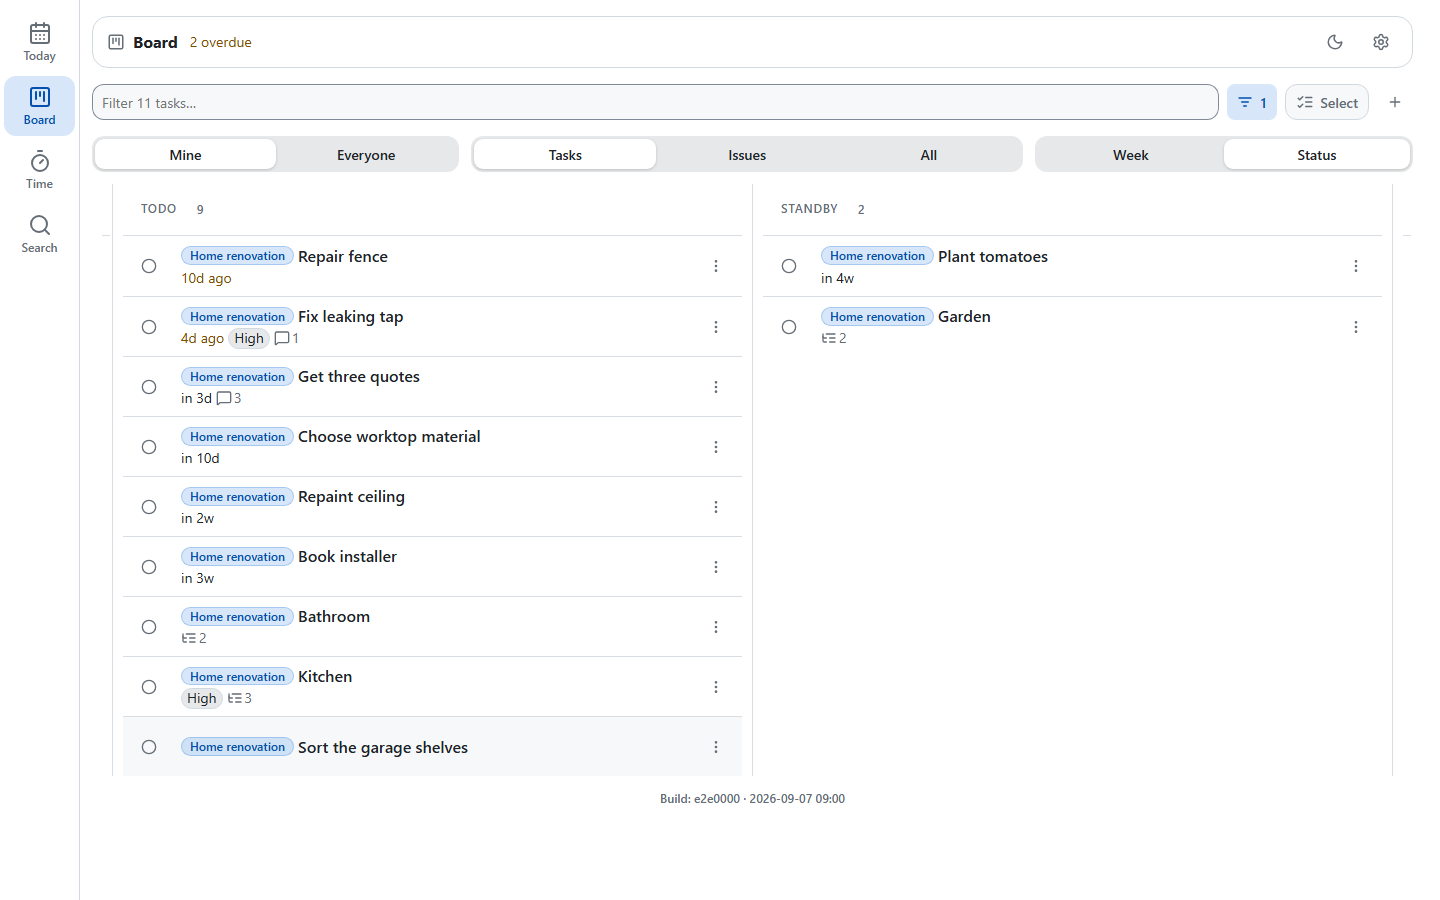 Today
Board
Time
Search
Board 2 overdue
Filter 11 tasks...
1
Select
Mine Everyone Tasks Issues All Week Status
TODO 9
Home renovation Repair fence
10d ago
Home renovation Fix leaking tap
4d ago High 1
Home renovation Get three quotes
in 3d 3
Home renovation Choose worktop material
in 10d
Home renovation Repaint ceiling
in 2w
Home renovation Book installer
in 3w
Home renovation Bathroom
2
Home renovation Kitchen
High 3
Home renovation Sort the garage shelves
STANDBY 2
Home renovation Plant tomatoes
in 4w
Home renovation Garden
2
Build: e2e0000 · 2026-09-07 09:00